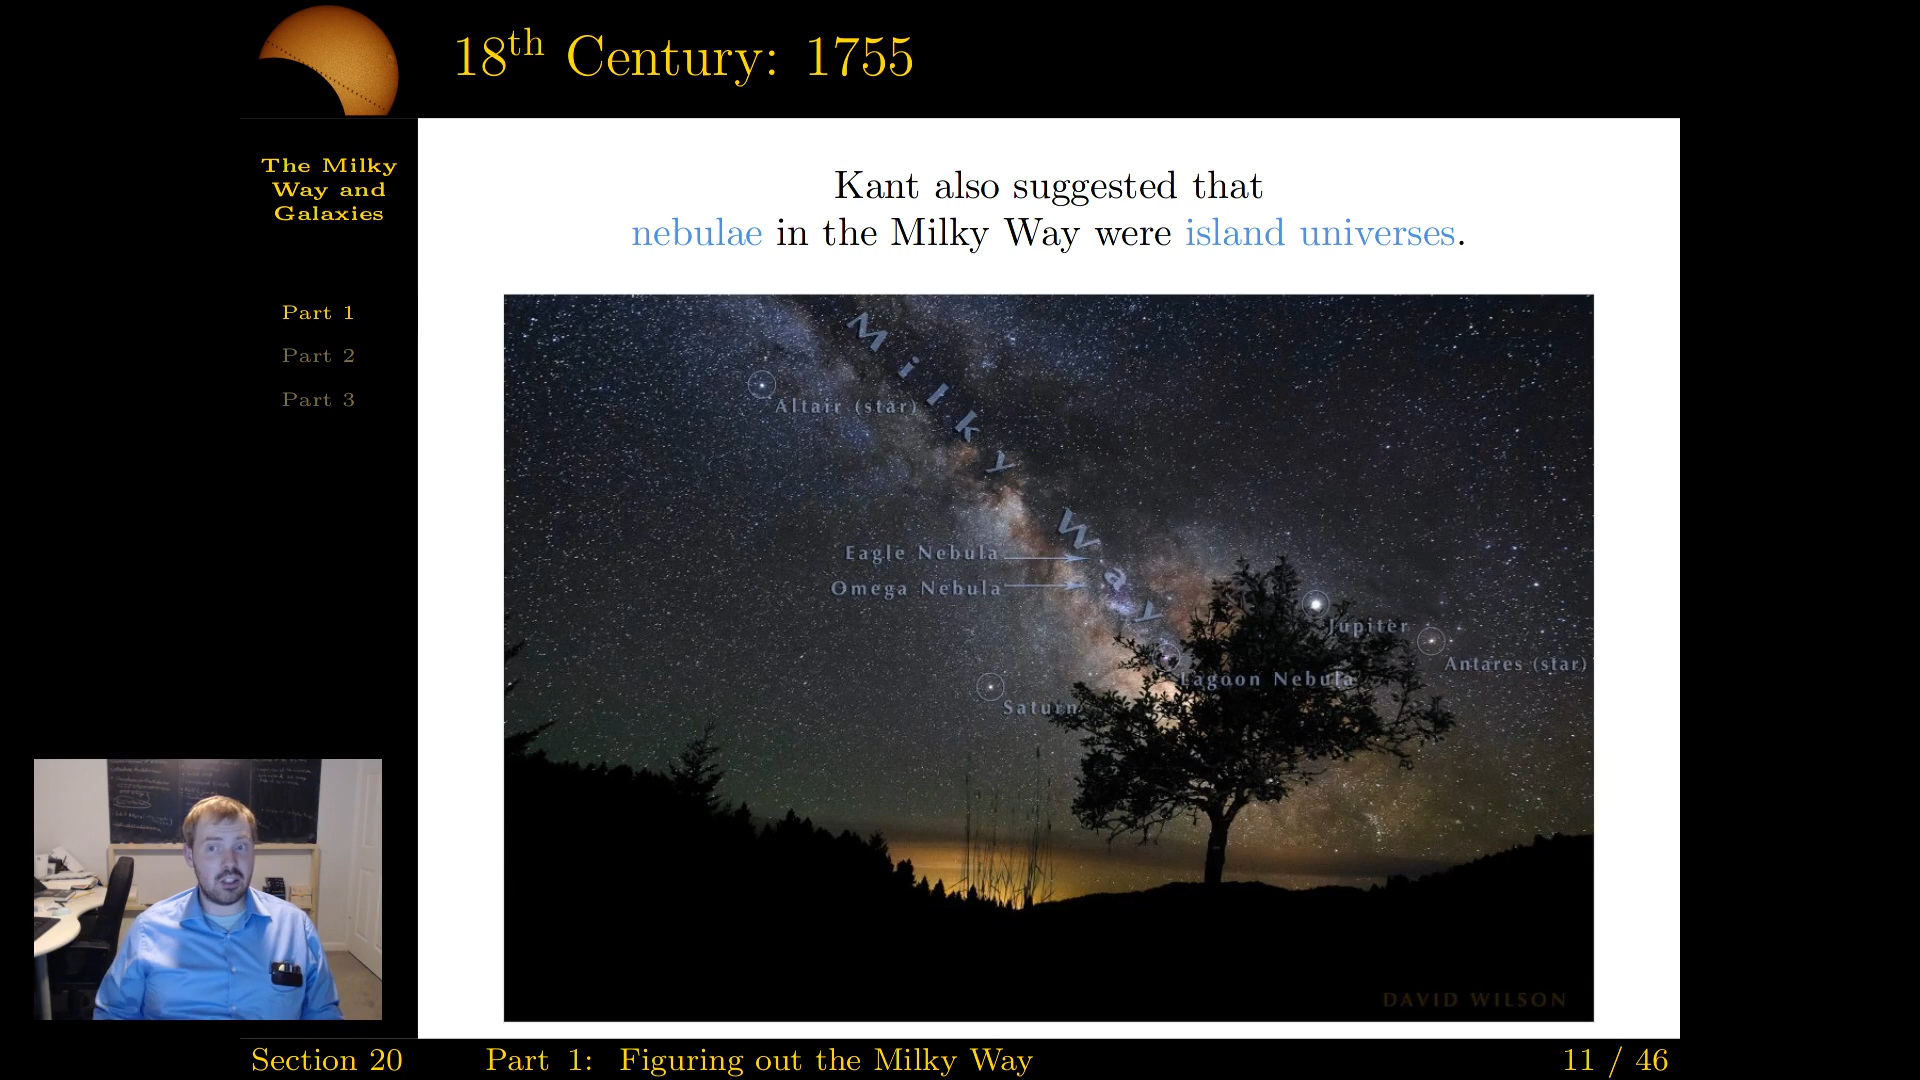 18th Century: 1755
The Milky
Way and
Galaxies
Part 1
Part 2
Part 3
Kant also suggested that
nebulae in the Milky Way were island universes.
Milky Way
Altair (star)
Eagle Nebula
Omega Nebula
Jupiter
Antares (star)
Lagoon Nebula
Saturn
DAVID WILSON
Section 20
Part 1: Figuring out the Milky Way
11 / 46